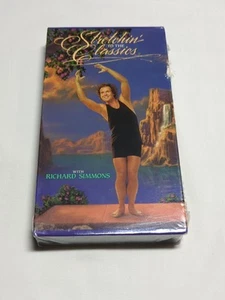 Stretchin'
TO THE
Classics
WITH
RICHARD SIMMONS